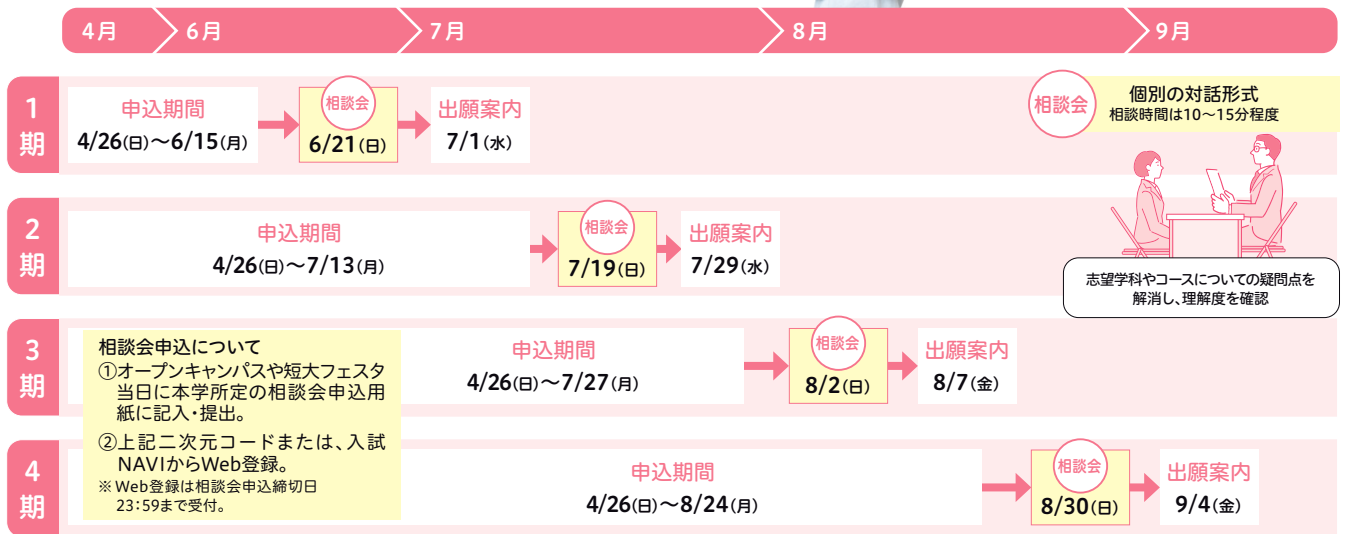 4月 6月 7月 8月 9月
1期
申込期間
4/26(日)～6/15(月)
相談会
6/21(日)
出願案内
7/1(水)
相談会
個別の対話形式
相談時間は10～15分程度
志望学科やコースについての疑問点を
解消し、理解度を確認
2期
申込期間
4/26(日)～7/13(月)
相談会
7/19(日)
出願案内
7/29(水)
3期
申込期間
4/26(日)～7/27(月)
相談会
8/2(日)
出願案内
8/7(金)
相談会申込について
①オープンキャンパスや短大フェスタ
当日に本学所定の相談会申込用
紙に記入・提出。
②上記二次元コードまたは、入試
NAVIからWeb登録。
※Web登録は相談会申込締切日
23：59まで受付。
4期
申込期間
4/26(日)～8/24(月)
相談会
8/30(日)
出願案内
9/4(金)